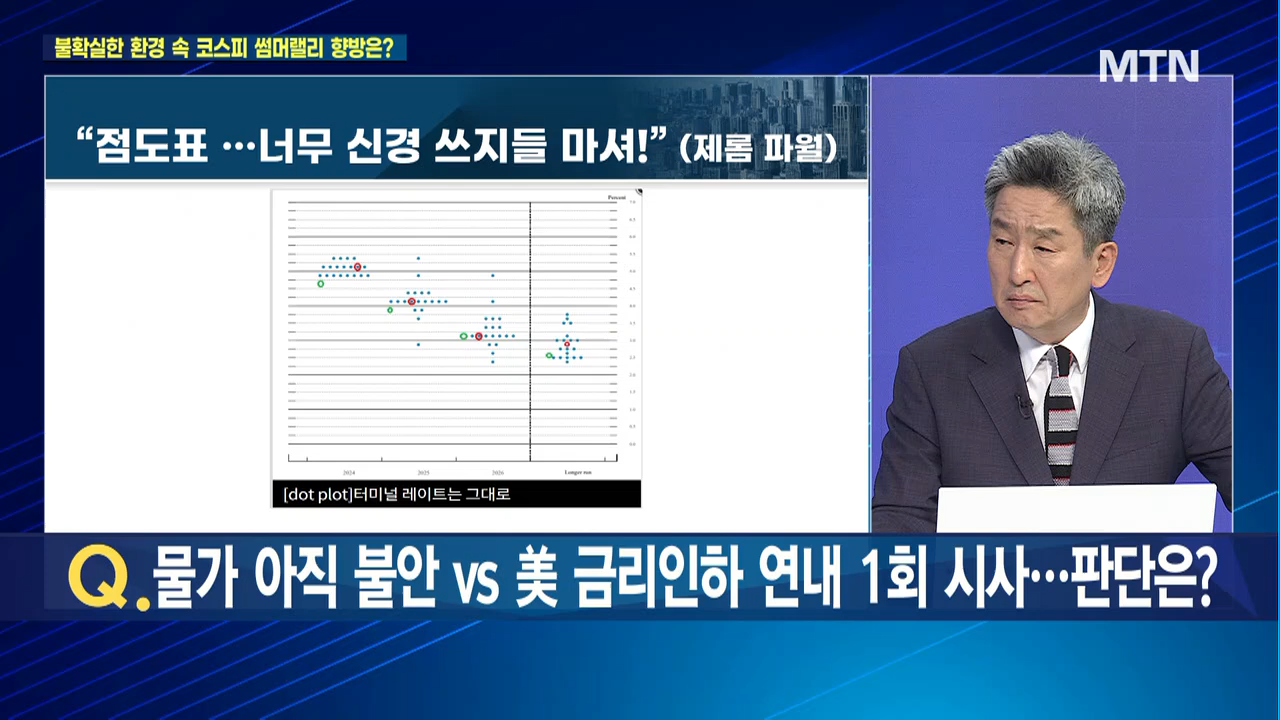 불확실한 환경 속 코스피 썸머랠리 향방은?
MTN
“점도표 …너무 신경 쓰지들 마셔!” (제롬 파월)
Percent
2024 2025 2026 Longer run
[dot plot]터미널 레이트는 그대로
Q.물가 아직 불안 vs 美 금리인하 연내 1회 시사…판단은?